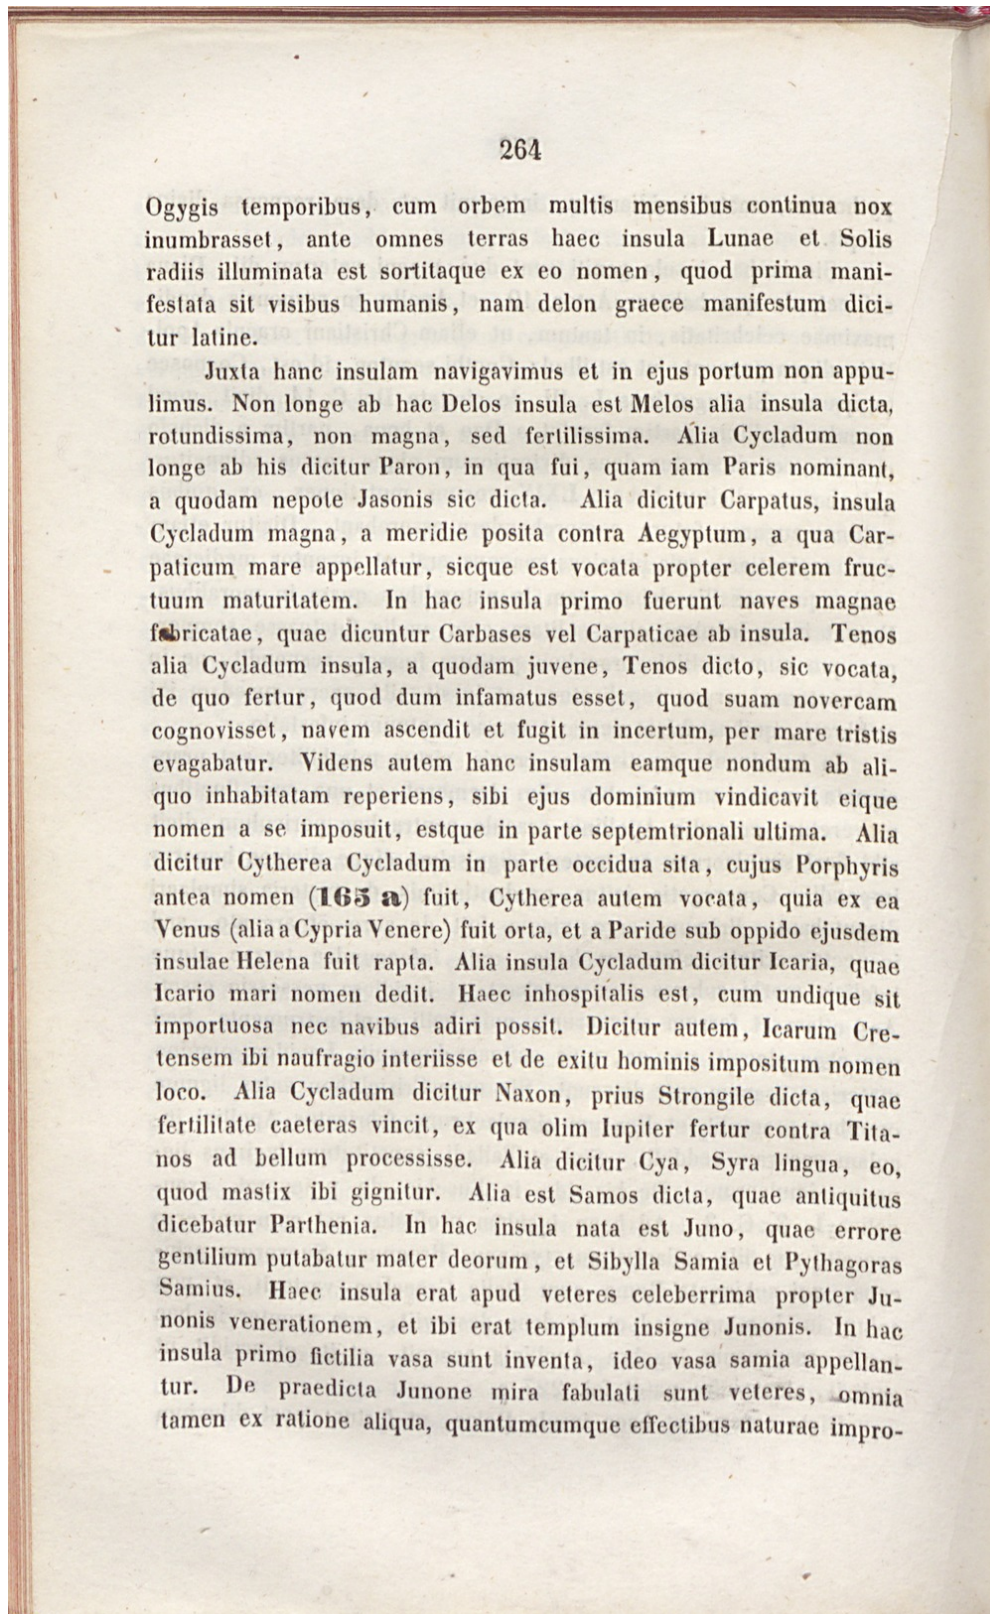 264
Ogygis temporibus, cum orbem multis mensibus continua nox
inumbrasset, ante omnes terras haec insula Lunae et Solis
radiis illuminata est sortitaque ex eo nomen, quod prima mani-
festata sit visibus humanis, nam delon graece manifestum dici-
tur latine.
Juxta hanc insulam navigavimus et in ejus portum non appu-
limus. Non longe ab hac Delos insula est Melos alia insula dicta,
rotundissima, non magna, sed fertilissima. Alia Cycladum non
longe ab his dicitur Paron, in qua fui, quam iam Paris nominant,
a quodam nepote Jasonis sic dicta. Alia dicitur Carpatus, insula
Cycladum magna, a meridie posita contra Aegyptum, a qua Car-
paticum mare appellatur, sicque est vocata propter celerem fruc-
tuum maturitatem. In hac insula primo fuerunt naves magnae
fabricatae, quae dicuntur Carbases vel Carpaticae ab insula. Tenos
alia Cycladum insula, a quodam juvene, Tenos dicto, sic vocata,
de quo fertur, quod dum infamatus esset, quod suam novercam
cognovisset, navem ascendit et fugit in incertum, per mare tristis
evagabatur. Videns autem hanc insulam eamque nondum ab ali-
quo inhabitatam reperiens, sibi ejus dominium vindicavit eique
nomen a se imposuit, estque in parte septemtrionali ultima. Alia
dicitur Cytherea Cycladum in parte occidua sita, cujus Porphyris
antea nomen (165 a) fuit, Cytherea autem vocata, quia ex ea
Venus (alia a Cypria Venere) fuit orta, et a Paride sub oppido ejusdem
insulae Helena fuit rapta. Alia insula Cycladum dicitur Icaria, quae
Icario mari nomen dedit. Haec inhospitalis est, cum undique sit
importuosa nec navibus adiri possit. Dicitur autem, Icarum Cre-
tensem ibi naufragio interiisse et de exitu hominis impositum nomen
loco. Alia Cycladum dicitur Naxon, prius Strongile dicta, quae
fertilitate caeteras vincit, ex qua olim Iupiter fertur contra Tita-
nos ad bellum processisse. Alia dicitur Cya, Syra lingua, eo,
quod mastix ibi gignitur. Alia est Samos dicta, quae antiquitus
dicebatur Parthenia. In hac insula nata est Juno, quae errore
gentilium putabatur mater deorum, et Sibylla Samia et Pythagoras
Samius. Haec insula erat apud veteres celeberrima propter Ju-
nonis venerationem, et ibi erat templum insigne Junonis. In hac
insula primo fictilia vasa sunt inventa, ideo vasa samia appellan-
tur. De praedicta Junone mira fabulati sunt veteres, omnia
tamen ex ratione aliqua, quantumcumque effectibus naturae impro-